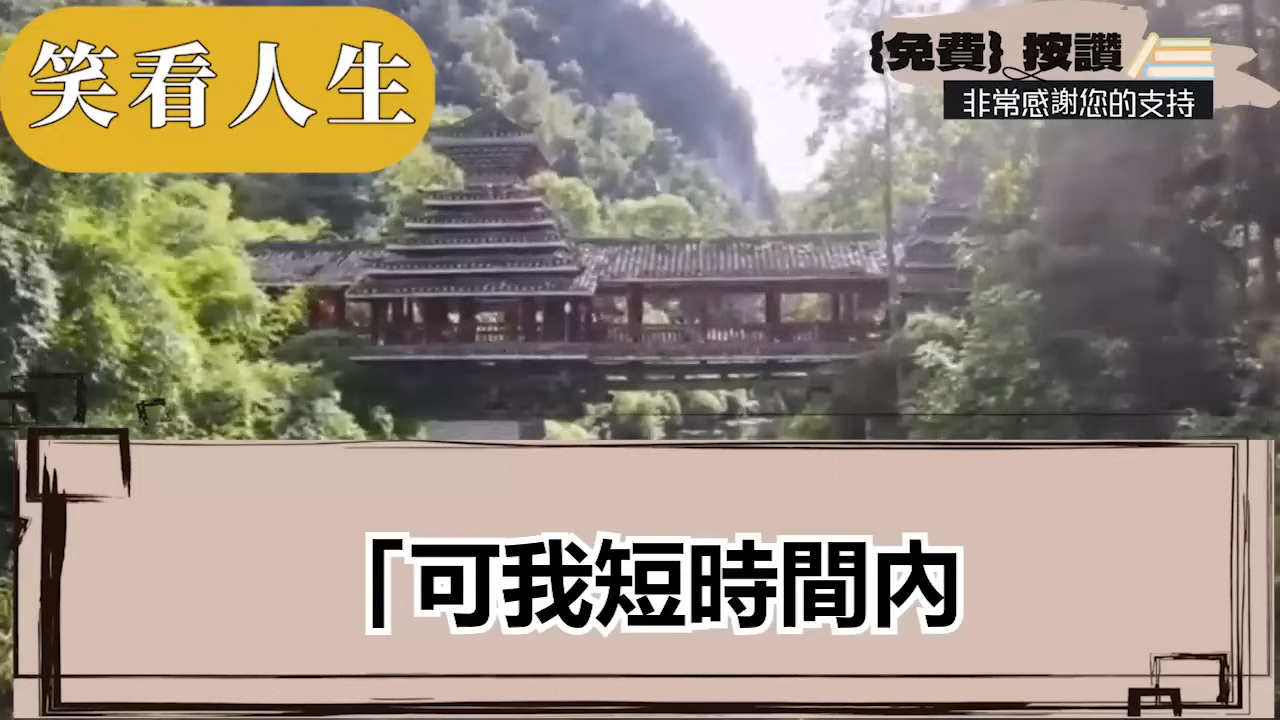 笑看人生
{免費} 按讚
非常感謝您的支持
「可我短時間內